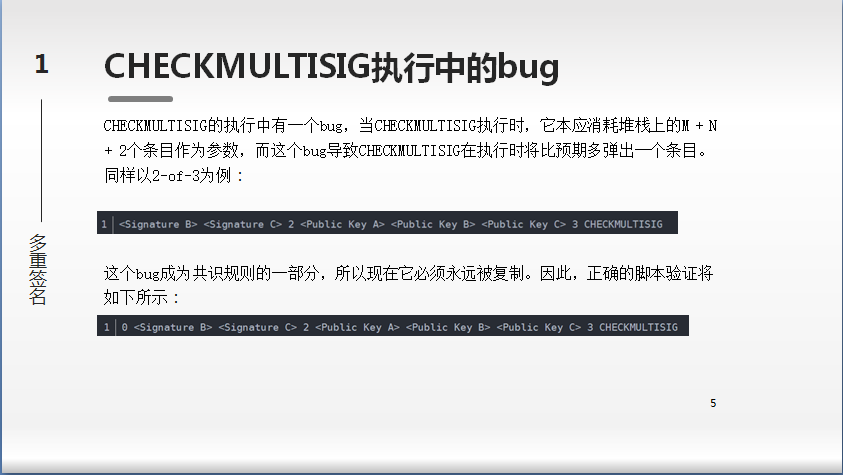 1
CHECKMULTISIG执行中的bug
CHECKMULTISIG的执行中有一个bug，当CHECKMULTISIG执行时，它本应消耗堆栈上的M + N
+ 2个条目作为参数，而这个bug导致CHECKMULTISIG在执行时将比预期多弹出一个条目。
同样以2-of-3为例：
1 <Signature B> <Signature C> 2 <Public Key A> <Public Key B> <Public Key C> 3 CHECKMULTISIG
多重签名
这个bug成为共识规则的一部分，所以现在它必须永远被复制。因此，正确的脚本验证将
如下所示：
1 0 <Signature B> <Signature C> 2 <Public Key A> <Public Key B> <Public Key C> 3 CHECKMULTISIG
5